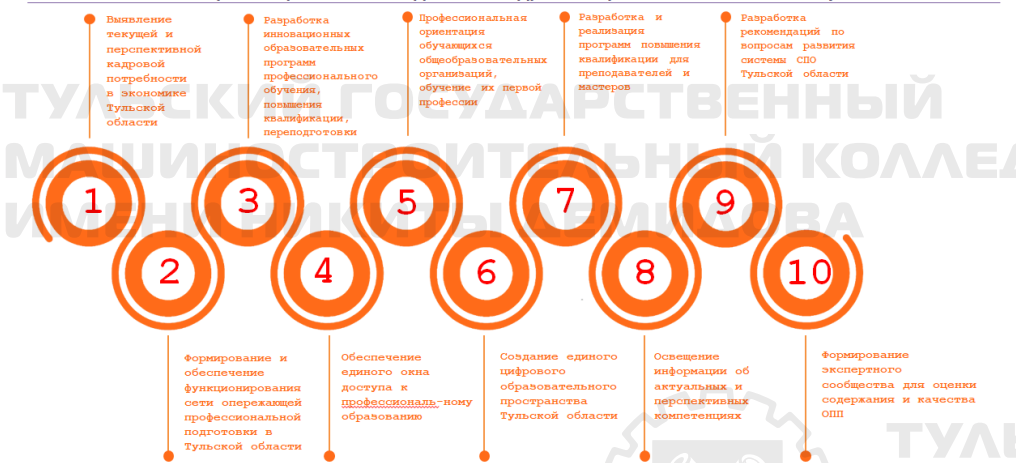 Выявление
текущей и
перспективной
кадровой
потребности
в экономике
Тульской
области
Разработка
инновационных
образовательных
программ
профессионального
обучения,
повышения
квалификации,
переподготовки
Профессиональная
ориентация
обучающихся
общеобразовательных
организаций,
обучение их первой
профессии
Разработка и
реализация
программ повышения
квалификации для
преподавателей и
мастеров
Разработка
рекомендаций по
вопросам развития
системы СПО
Тульской области
ТУЛЬСКИЙ ГОСУДАРСТВЕННЫЙ
МАШИНОСТРОИТЕЛЬНЫЙ КОЛЛЕД
ИМЕНИ НИКИТЫ ДЕМИДОВА
1
3
5
7
9
2
4
6
8
10
Формирование и
обеспечение
функционирования
сети опережающей
профессиональной
подготовки в
Тульской области
Обеспечение
единого окна
доступа к
профессиональ-ному
образованию
Создание единого
цифрового
образовательного
пространства
Тульской области
Освещение
информации об
актуальных и
перспективных
компетенциях
Формирование
экспертного
сообщества для оценки
содержания и качества
ОПП
ТУЛЬ